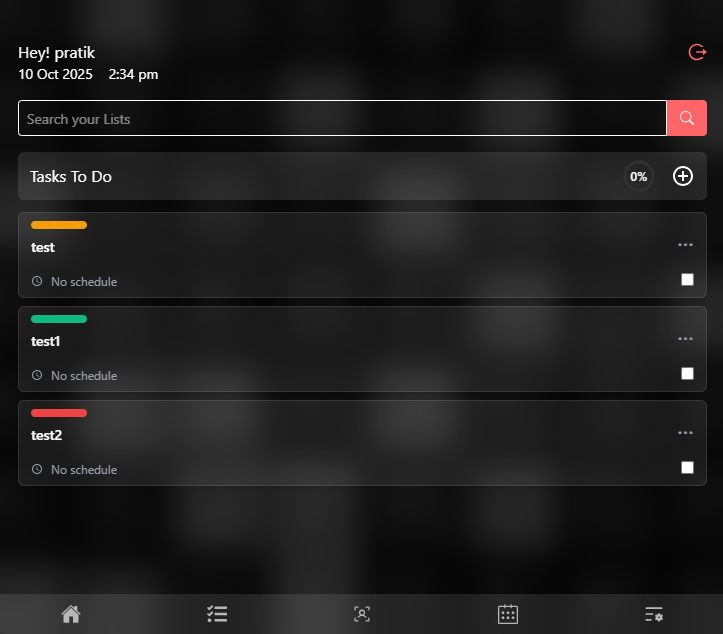 Hey! pratik
10 Oct 2025 2:34 pm
Search your Lists
Tasks To Do 0%
test
No schedule
test1
No schedule
test2
No schedule